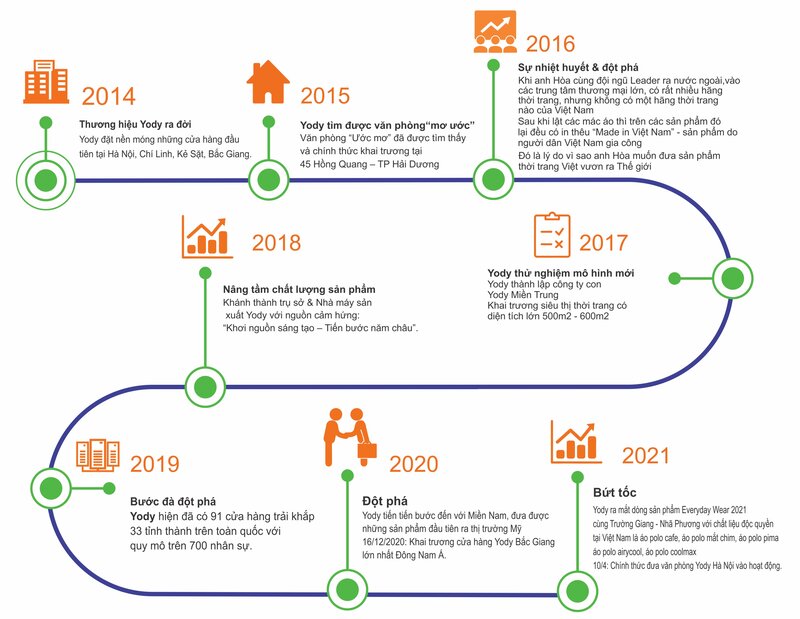 2014
Thương hiệu Yody ra đời
Yody đặt nền móng những cửa hàng đầu
tiên tại Hà Nội, Chí Linh, Kẻ Sặt, Bắc Giang.
2015
Yody tìm được văn phòng“mơ ước”
Văn phòng “Ước mơ” đã được tìm thấy
và chính thức khai trương tại
45 Hồng Quang – TP Hải Dương
2016
Sự nhiệt huyết & đột phá
Khi anh Hòa cùng đội ngũ Leader ra nước ngoài,vào
các trung tâm thương mại lớn, có rất nhiều hãng
thời trang, nhưng không có một hãng thời trang
nào của Việt Nam
Sau khi lật các mác áo thì trên các sản phẩm đó
lại đều có in thêu “Made in Việt Nam” - sản phẩm do
người dân Việt Nam gia công
Đó là lý do vì sao anh Hòa muốn đưa sản phẩm
thời trang Việt vươn ra Thế giới
2017
Yody thử nghiệm mô hình mới
Yody thành lập công ty con
Yody Miền Trung
Khai trương siêu thị thời trang có
diện tích lớn 500m2 - 600m2
2018
Nâng tầm chất lượng sản phẩm
Khánh thành trụ sở & Nhà máy sản
xuất Yody với nguồn cảm hứng:
“Khơi nguồn sáng tạo – Tiến bước năm châu”.
2019
Bước đà đột phá
Yody hiện đã có 91 cửa hàng trải khắp
33 tỉnh thành trên toàn quốc với
quy mô trên 700 nhân sự.
2020
Đột phá
Yody tiến tiến bước đến với Miền Nam, đưa được
những sản phẩm đầu tiên ra thị trường Mỹ
16/12/2020: Khai trương cửa hàng Yody Bắc Giang
lớn nhất Đông Nam Á.
2021
Bứt tốc
Yody ra mắt dòng sản phẩm Everyday Wear 2021
cùng Trường Giang - Nhã Phương với chất liệu độc quyền
tại Việt Nam là áo polo cafe, áo polo mắt chim, áo polo pima
áo polo airycool, áo polo coolmax
10/4: Chính thức đưa văn phòng Yody Hà Nội vào hoạt động.